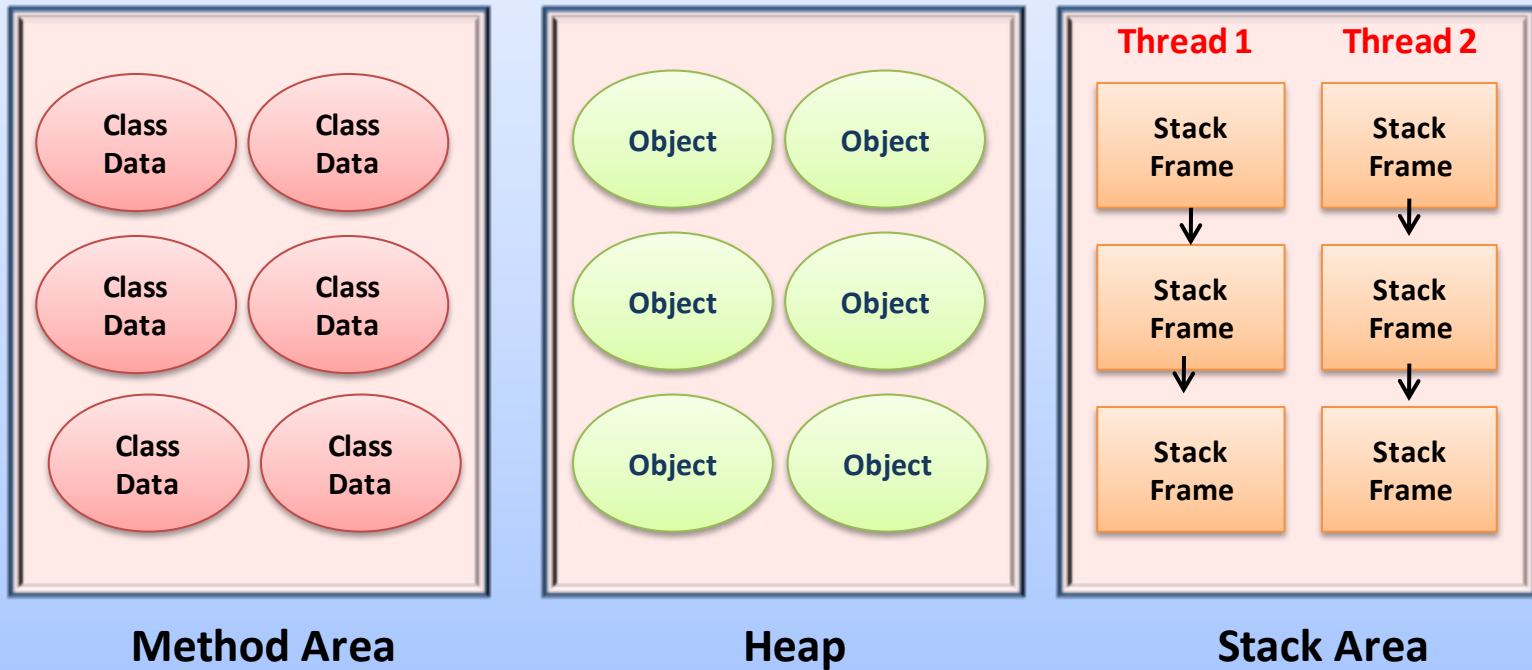 Class
Data
Class
Data
Class
Data
Class
Data
Class
Data
Class
Data
Method Area
Object
Object
Object
Object
Object
Object
Heap
Thread 1
Thread 2
Stack
Frame
Stack
Frame
Stack
Frame
Stack
Frame
Stack
Frame
Stack
Frame
Stack Area